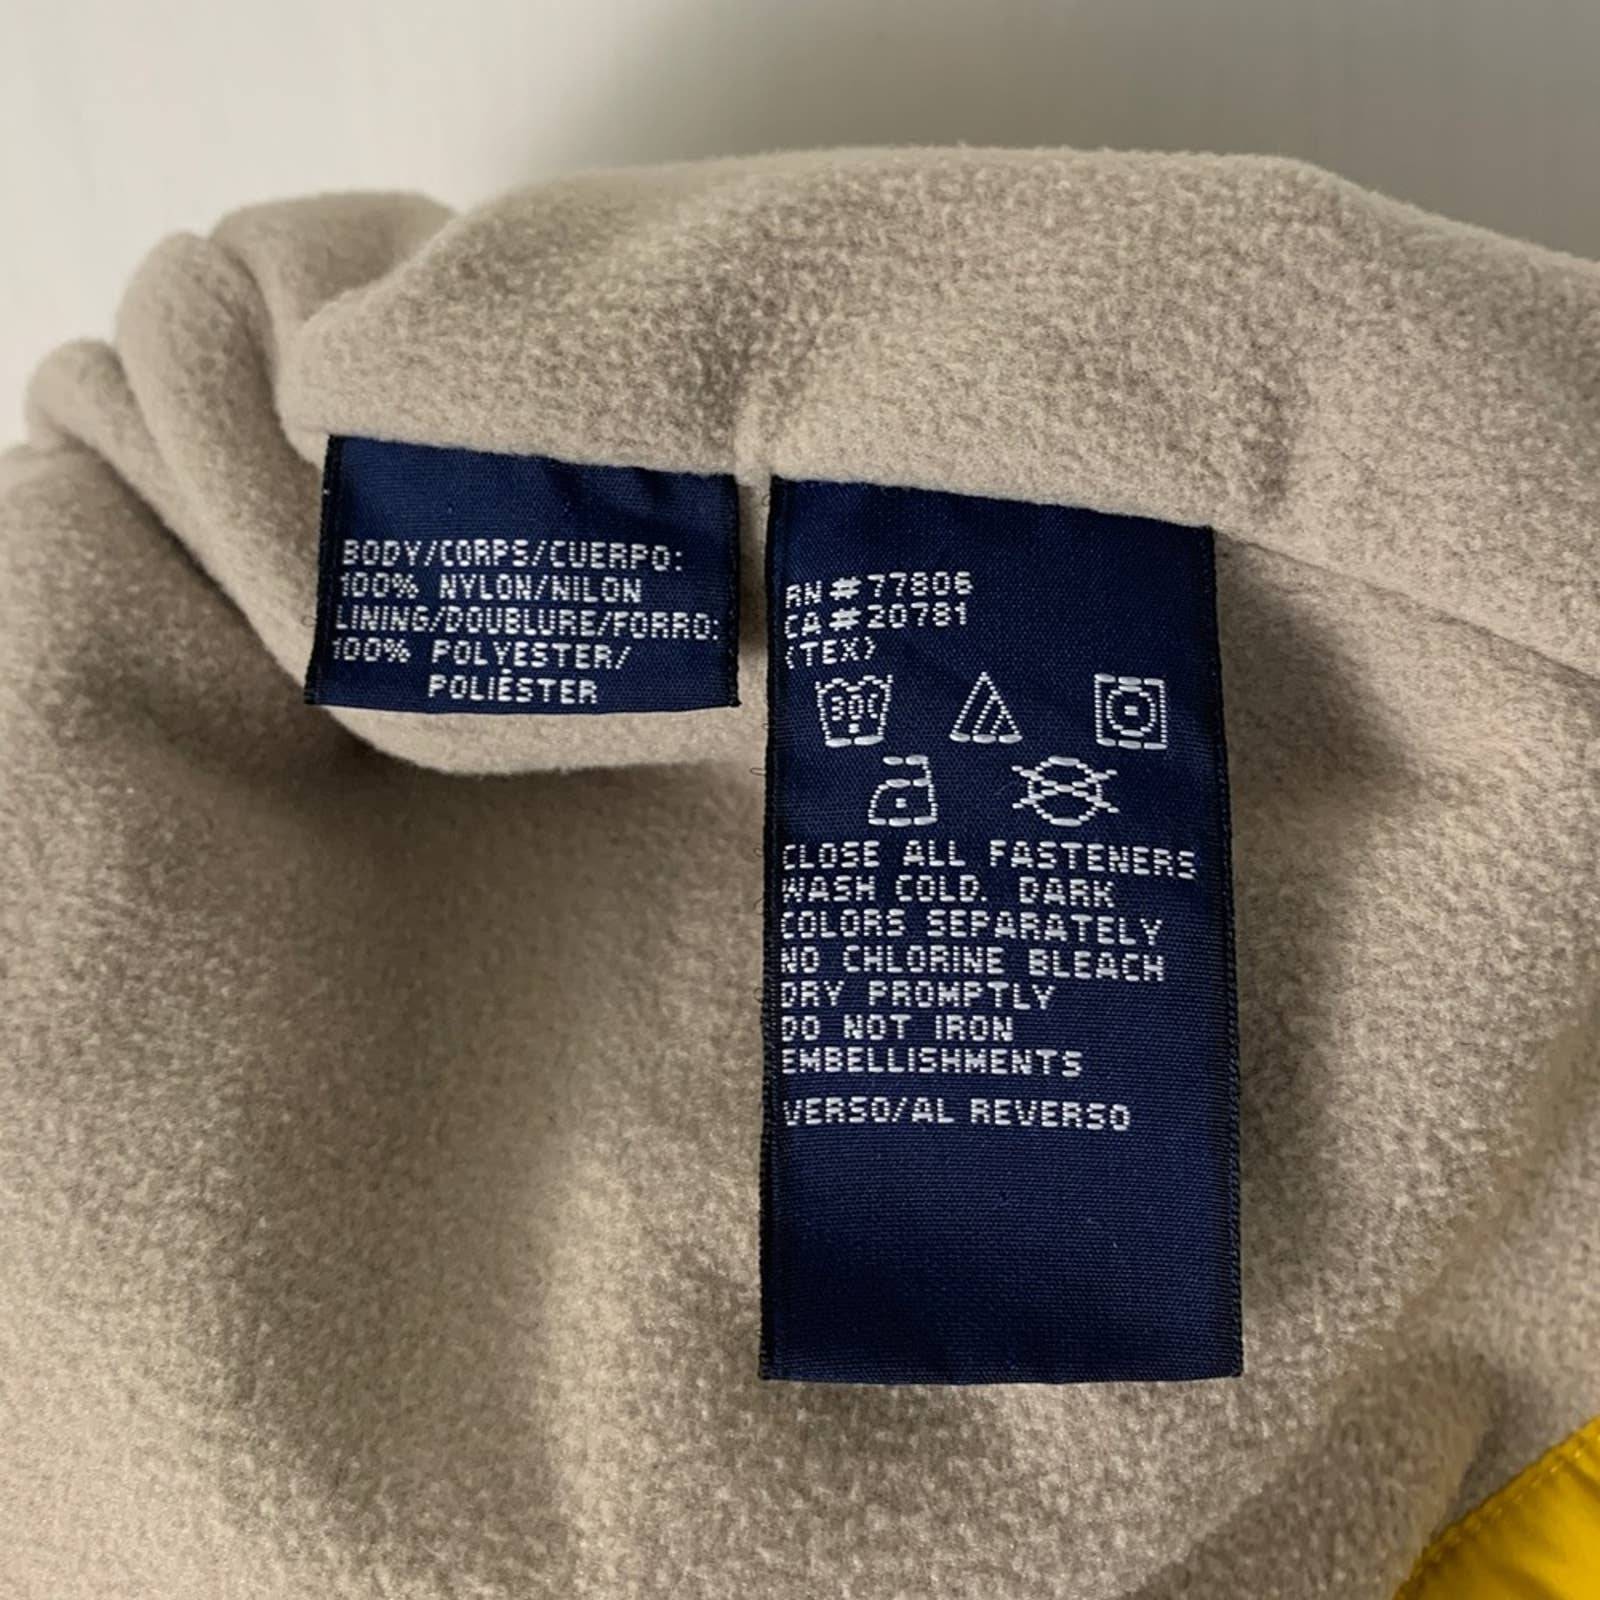 BODY/CORPS/CUERPO:
100% NYLON/NILON
LINING/DOUBLURE/FORRO:
100% POLYESTER/
POLIÉSTER
RN#77806
CA#20781
(TEX)
30C
CLOSE ALL FASTENERS
WASH COLD. DARK
COLORS SEPARATELY
NO CHLORINE BLEACH
DRY PROMPTLY
DO NOT IRON
EMBELLISHMENTS
VERSO/AL REVERSO